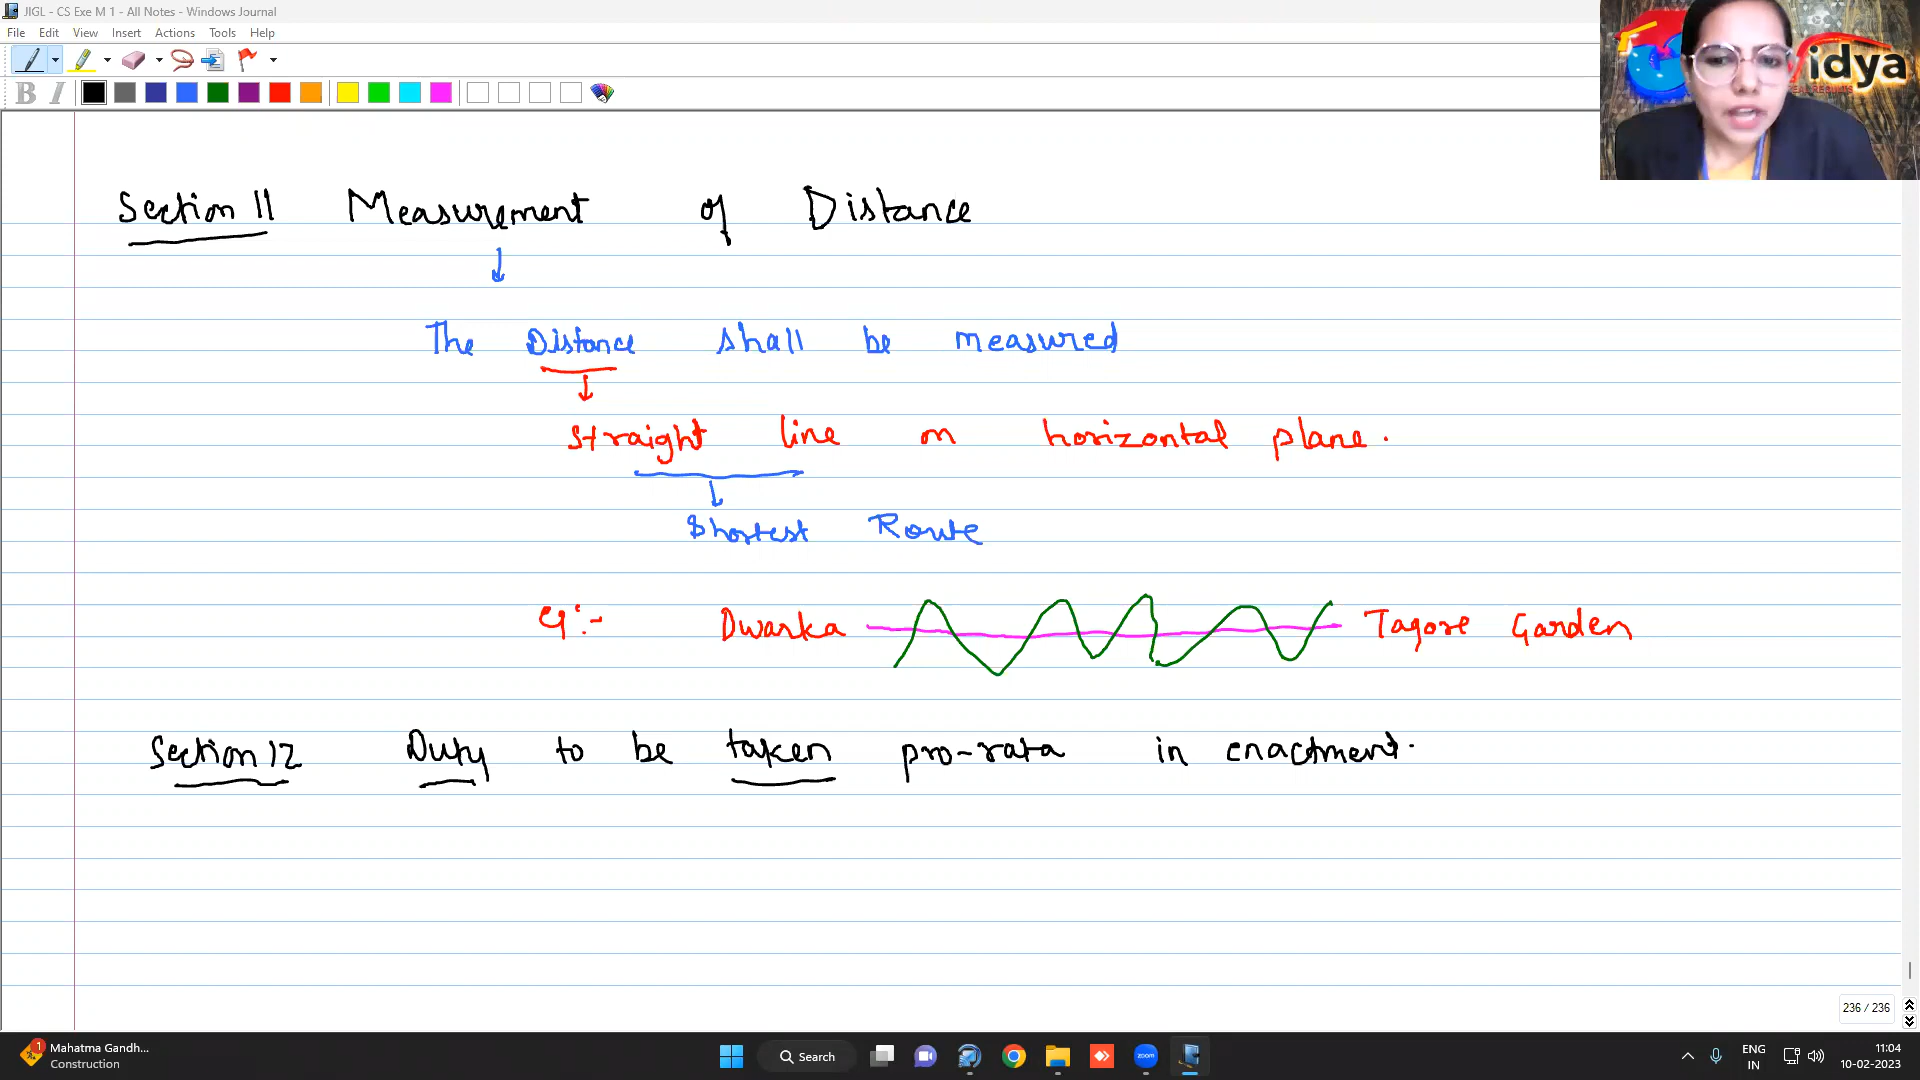 JIGL - CS Exe M 1 - All Notes - Windows Journal
File Edit View Insert Actions Tools Help
B I
idya
Section 11 Measurement of Distance
The Distance shall be measured
Straight line on horizontal plane.
Shortest Route
eg:- Dwarka Tagore Garden
Section 12 Duty to be taken pro-rata in enactment.
236 / 236
1
Mahatma Gandh...
Construction
Search
zoom
ENG
IN
11:04
10-02-2023